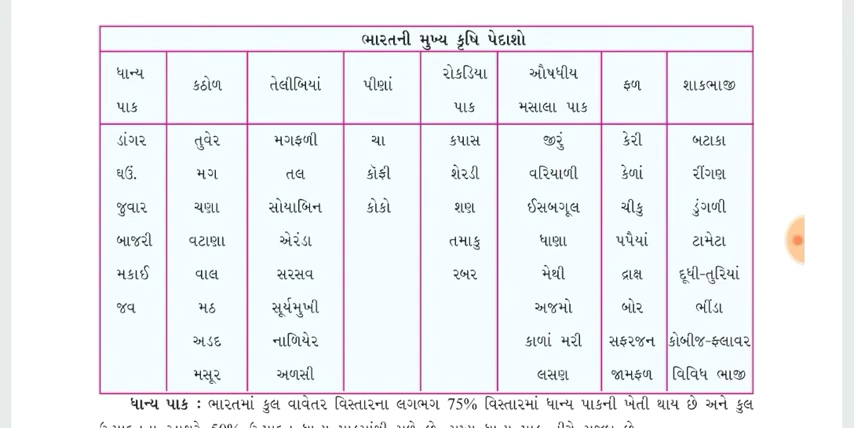 ભારતની મુખ્ય કૃષિ પેદાશો
ધાન્ય પાક કઠોળ તેલીબિયાં પીણાં રોકડિયા પાક ઔષધીય મસાલા પાક ફળ શાકભાજી
ડાંગર તુવેર મગફળી ચા કપાસ જીરું કેરી બટાકા
ઘઉં. મગ તલ કૉફી શેરડી વરિયાળી કેળાં રીંગણ
જુવાર ચણા સોયાબિન કોકો શણ ઈસબગૂલ ચીકુ ડુંગળી
બાજરી વટાણા એરંડા તમાકુ ધાણા પપૈયાં ટામેટા
મકાઈ વાલ સરસવ રબર મેથી દ્રાક્ષ દૂધી-તુરિયાં
જવ મઠ સૂર્યમુખી અજમો બોર ભીંડા
અડદ નાળિયેર કાળાં મરી સફરજન કોબીજ-ફ્લાવર
મસૂર અળસી લસણ જામફળ વિવિધ ભાજી
ધાન્ય પાક : ભારતમાં કુલ વાવેતર વિસ્તારના લગભગ 75% વિસ્તારમાં ધાન્ય પાકની ખેતી થાય છે અને કુલ